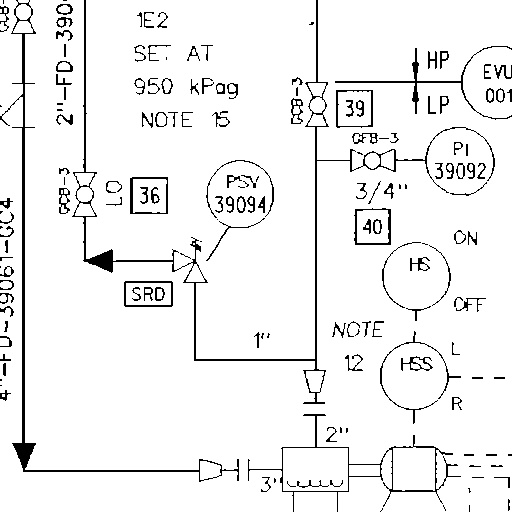 1E2
SET AT
950 kPag
NOTE 15
2"-FD-390
HP
LP
EVU
001
GCB-3
39
GFB-3
PI
39092
3/4"
40
GCB-3
LO
36
PSV
39094
SRD
HS
ON
OFF
1"
NOTE
12
HSS
L
R
4"-FD-39061-GC4
2"
3"